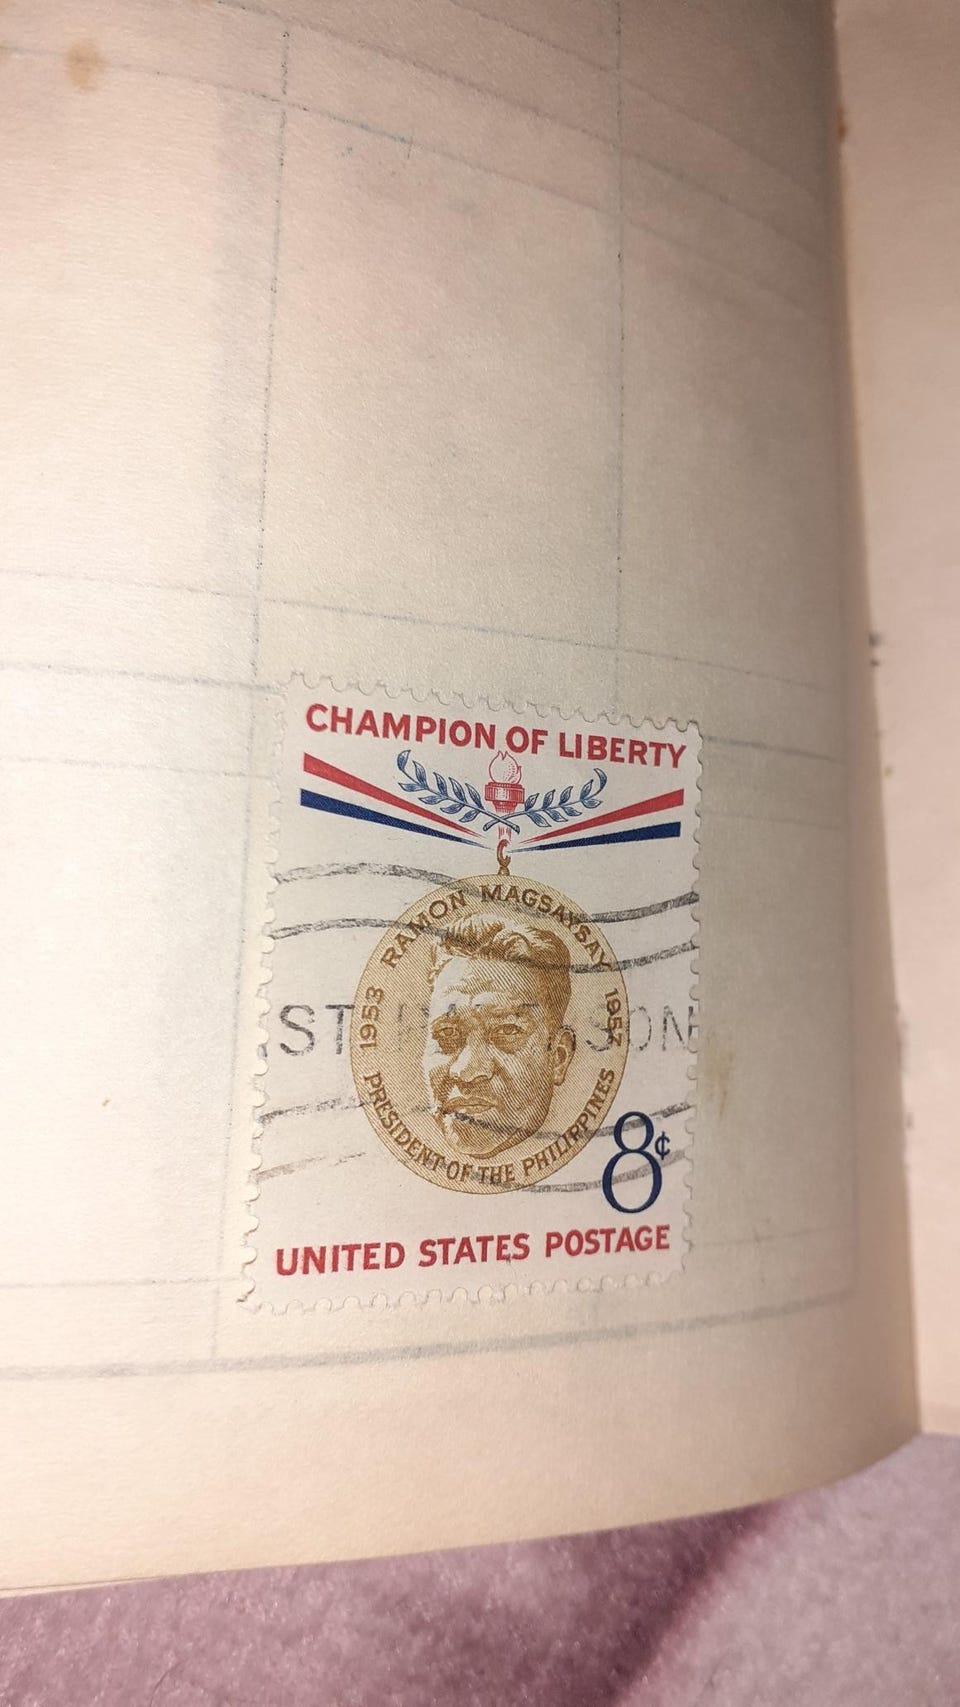 CHAMPION OF LIBERTY
RAMON MAGSAYSAY
1953
1957
PRESIDENT OF THE PHILIPPINES
8¢
UNITED STATES POSTAGE